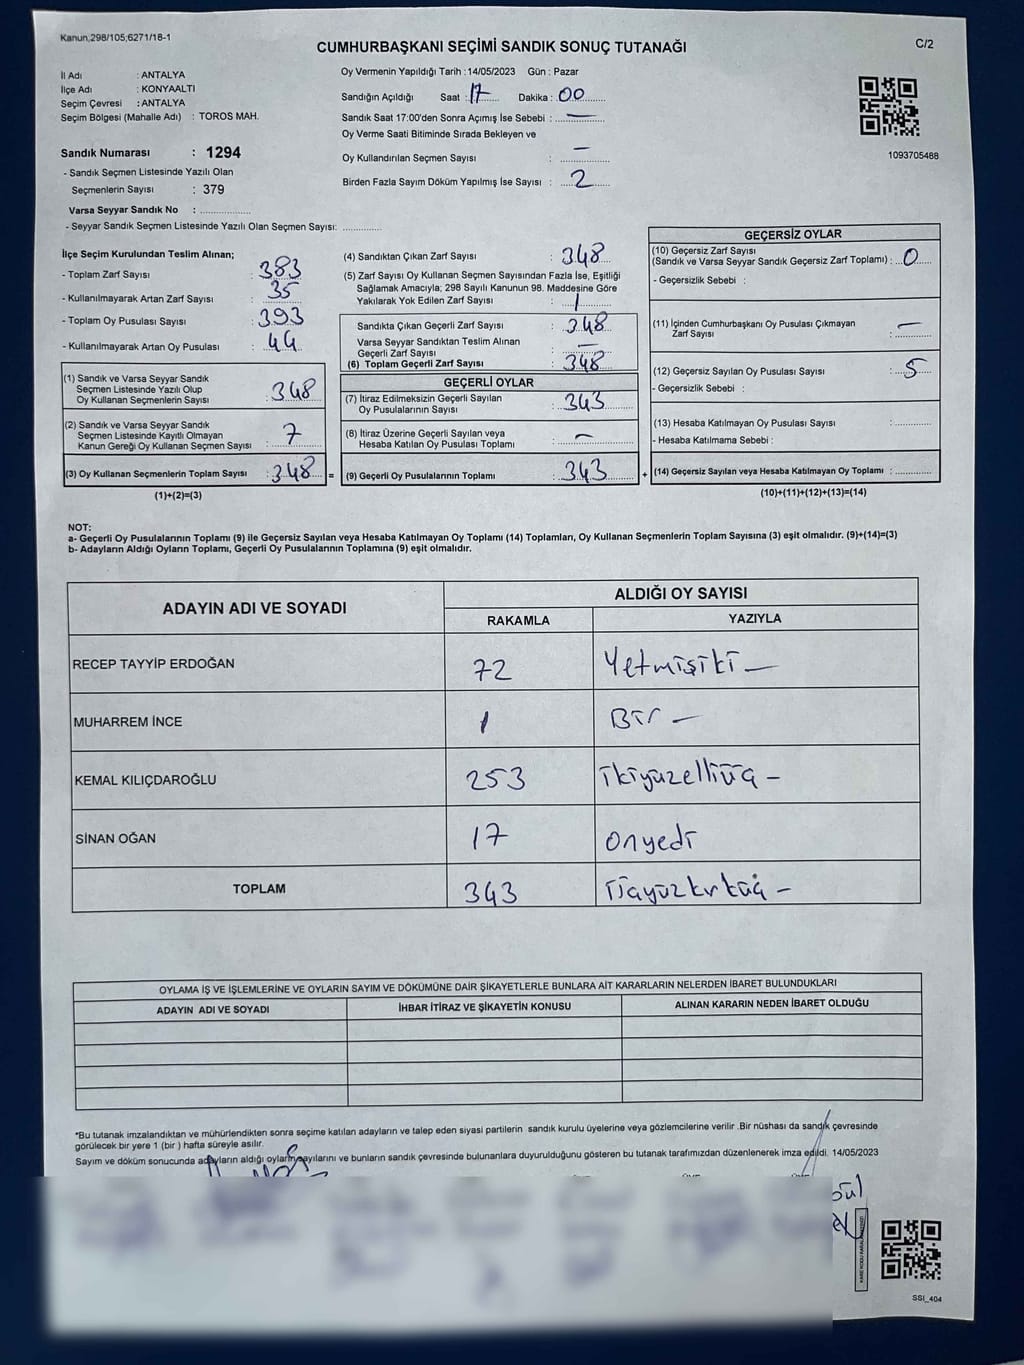 Kanun;298/105;6271/18-1
C/2
CUMHURBAŞKANI SEÇİMİ SANDIK SONUÇ TUTANAĞI
İl Adı : ANTALYA
İlçe Adı : KONYAALTI
Seçim Çevresi : ANTALYA
Seçim Bölgesi (Mahalle Adı) : TOROS MAH.
Sandık Numarası : 1294
- Sandık Seçmen Listesinde Yazılı Olan
Seçmenlerin Sayısı : 379
Varsa Seyyar Sandık No : ..................
- Seyyar Sandık Seçmen Listesinde Yazılı Olan Seçmen Sayısı: ..............
Oy Vermenin Yapıldığı Tarih : 14/05/2023 Gün : Pazar
Sandığın Açıldığı Saat : 17 Dakika : 00
Sandık Saat 17:00'den Sonra Açımış İse Sebebi : —
Oy Verme Saati Bitiminde Sırada Bekleyen ve
Oy Kullandırılan Seçmen Sayısı : —
Birden Fazla Sayım Döküm Yapılmış İse Sayısı : 2
1093705488
İlçe Seçim Kurulundan Teslim Alınan;
- Toplam Zarf Sayısı : 383
- Kullanılmayarak Artan Zarf Sayısı : 35
- Toplam Oy Pusulası Sayısı : 393
- Kullanılmayarak Artan Oy Pusulası : 44
(1) Sandık ve Varsa Seyyar Sandık
Seçmen Listesinde Yazılı Olup
Oy Kullanan Seçmenlerin Sayısı : 348
(2) Sandık ve Varsa Seyyar Sandık
Seçmen Listesinde Kayıtlı Olmayan
Kanun Gereği Oy Kullanan Seçmen Sayısı : 7
(3) Oy Kullanan Seçmenlerin Toplam Sayısı : 348 =
(1)+(2)=(3)
(4) Sandıktan Çıkan Zarf Sayısı : 348
(5) Zarf Sayısı Oy Kullanan Seçmen Sayısından Fazla İse, Eşitliği
Sağlamak Amacıyla; 298 Sayılı Kanunun 98. Maddesine Göre
Yakılarak Yok Edilen Zarf Sayısı : 1
Sandıkta Çıkan Geçerli Zarf Sayısı : 348
Varsa Seyyar Sandıktan Teslim Alınan
Geçerli Zarf Sayısı : —
(6) Toplam Geçerli Zarf Sayısı : 348
GEÇERLİ OYLAR
(7) İtiraz Edilmeksizin Geçerli Sayılan
Oy Pusulalarının Sayısı : 343
(8) İtiraz Üzerine Geçerli Sayılan veya
Hesaba Katılan Oy Pusulası Toplamı : —
(9) Geçerli Oy Pusulalarının Toplamı : 343 +
GEÇERSİZ OYLAR
(10) Geçersiz Zarf Sayısı
(Sandık ve Varsa Seyyar Sandık Geçersiz Zarf Toplamı) : 0
- Geçersizlik Sebebi :
(11) İçinden Cumhurbaşkanı Oy Pusulası Çıkmayan
Zarf Sayısı : —
(12) Geçersiz Sayılan Oy Pusulası Sayısı : 5
- Geçersizlik Sebebi :
(13) Hesaba Katılmayan Oy Pusulası Sayısı : ............
- Hesaba Katılmama Sebebi :
(14) Geçersiz Sayılan veya Hesaba Katılmayan Oy Toplamı : ............
(10)+(11)+(12)+(13)=(14)
NOT:
a- Geçerli Oy Pusulalarının Toplamı (9) ile Geçersiz Sayılan veya Hesaba Katılmayan Oy Toplamı (14) Toplamları, Oy Kullanan Seçmenlerin Toplam Sayısına (3) eşit olmalıdır. (9)+(14)=(3)
b- Adayların Aldığı Oyların Toplamı, Geçerli Oy Pusulalarının Toplamına (9) eşit olmalıdır.
ADAYIN ADI VE SOYADI ALDIĞI OY SAYISI
RAKAMLA YAZIYLA
RECEP TAYYİP ERDOĞAN 72 Yetmişiki —
MUHARREM İNCE 1 Bir —
KEMAL KILIÇDAROĞLU 253 ikiyüzelliüç —
SİNAN OĞAN 17 onyedi
TOPLAM 343 üçyüzkırküç —
OYLAMA İŞ VE İŞLEMLERİNE VE OYLARIN SAYIM VE DÖKÜMÜNE DAİR ŞİKAYETLERLE BUNLARA AİT KARARLARIN NELERDEN İBARET BULUNDUKLARI
ADAYIN ADI VE SOYADI İHBAR İTİRAZ VE ŞİKAYETİN KONUSU ALINAN KARARIN NEDEN İBARET OLDUĞU
*Bu tutanak imzalandıktan ve mühürlendikten sonra seçime katılan adayların ve talep eden siyasi partilerin sandık kurulu üyelerine veya gözlemcilerine verilir .Bir nüshası da sandık çevresinde
görülecek bir yere 1 (bir ) hafta süreyle asılır.
Sayım ve döküm sonucunda adayların aldığı oyların sayılarını ve bunların sandık çevresinde bulunanlara duyurulduğunu gösteren bu tutanak tarafımızdan düzenlenerek imza edildi. 14/05/2023
SSI_404